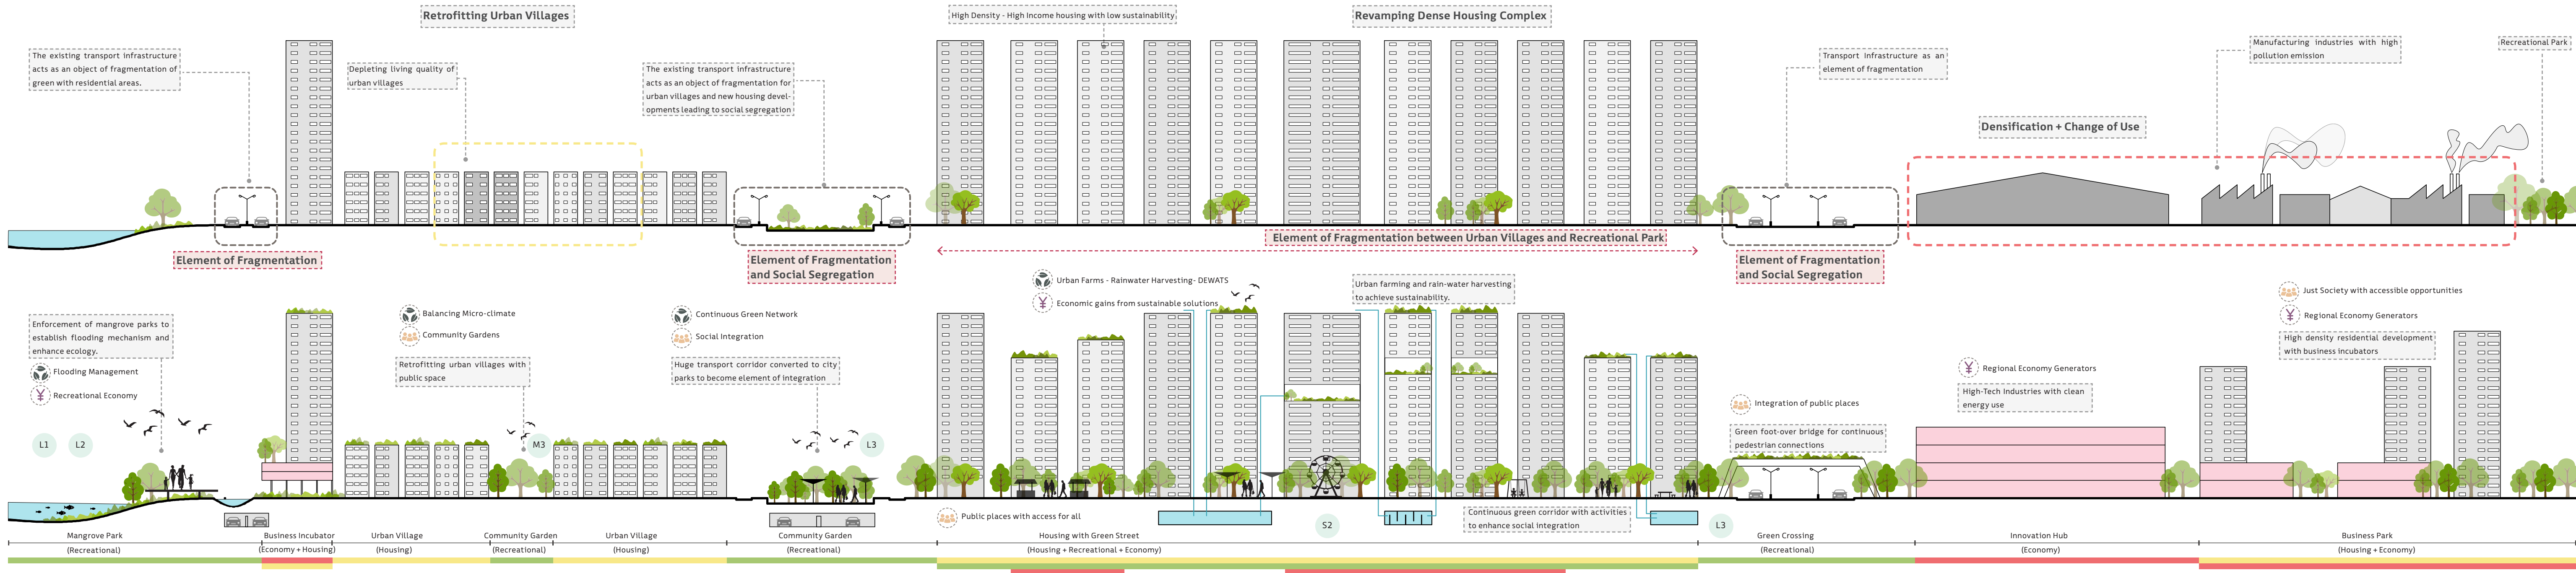 Retrofitting Urban Villages
High Density - High Income housing with low sustainability
Revamping Dense Housing Complex
The existing transport infrastructure
acts as an object of fragmentation of
green with residential areas.
Depleting living quality of
urban villages
The existing transport infrastructure
acts as an object of fragmentation for
urban villages and new housing devel-
opments leading to social segregation
Transport infrastructure as an
element of fragmentation
Manufacturing industries with high
pollution emission
Recreational Park
Densification + Change of Use
Element of Fragmentation
Element of Fragmentation
and Social Segregation
Element of Fragmentation between Urban Villages and Recreational Park
Element of Fragmentation
and Social Segregation
Enforcement of mangrove parks to
establish flooding mechanism and
enhance ecology.
Flooding Management
¥ Recreational Economy
L1
L2
Balancing Micro-climate
Community Gardens
Retrofitting urban villages with
public space
M3
Continuous Green Network
Social Integration
Huge transport corridor converted to city
parks to become element of integration
L3
Urban Farms - Rainwater Harvesting- DEWATS
¥ Economic gains from sustainable solutions
Urban farming and rain-water harvesting
to achieve sustainability.
Public places with access for all
S2
Continuous green corridor with activities
to enhance social integration
L3
Integration of public places
Green foot-over bridge for continuous
pedestrian connections
¥ Regional Economy Generators
High-Tech Industries with clean
energy use
Just Society with accessible opportunities
¥ Regional Economy Generators
High density residential development
with business incubators
Mangrove Park
(Recreational)
Business Incubator
(Economy + Housing)
Urban Village
(Housing)
Community Garden
(Recreational)
Urban Village
(Housing)
Community Garden
(Recreational)
Housing with Green Street
(Housing + Recreational + Economy)
Green Crossing
(Recreational)
Innovation Hub
(Economy)
Business Park
(Housing + Economy)